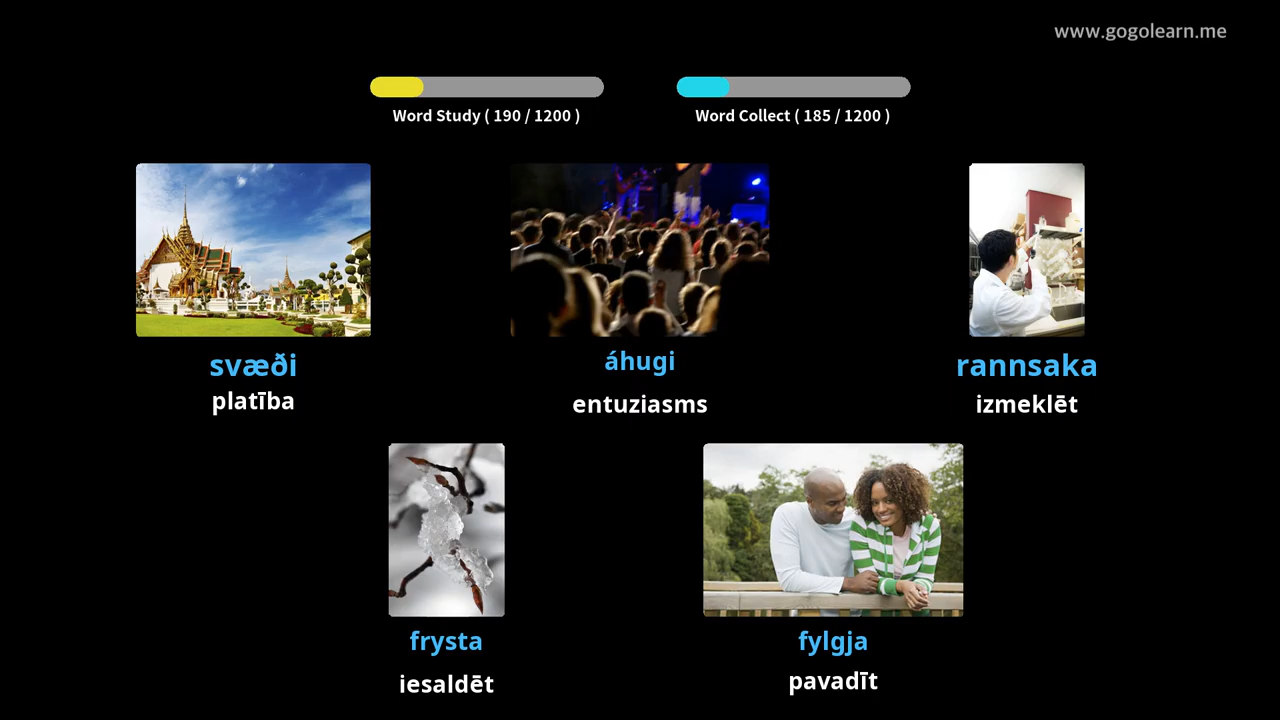 www.gogolearn.me
Word Study ( 190 / 1200 )
Word Collect ( 185 / 1200 )
svæði
platība
áhugi
entuziasms
rannsaka
izmeklēt
frysta
iesaldēt
fylgja
pavadīt